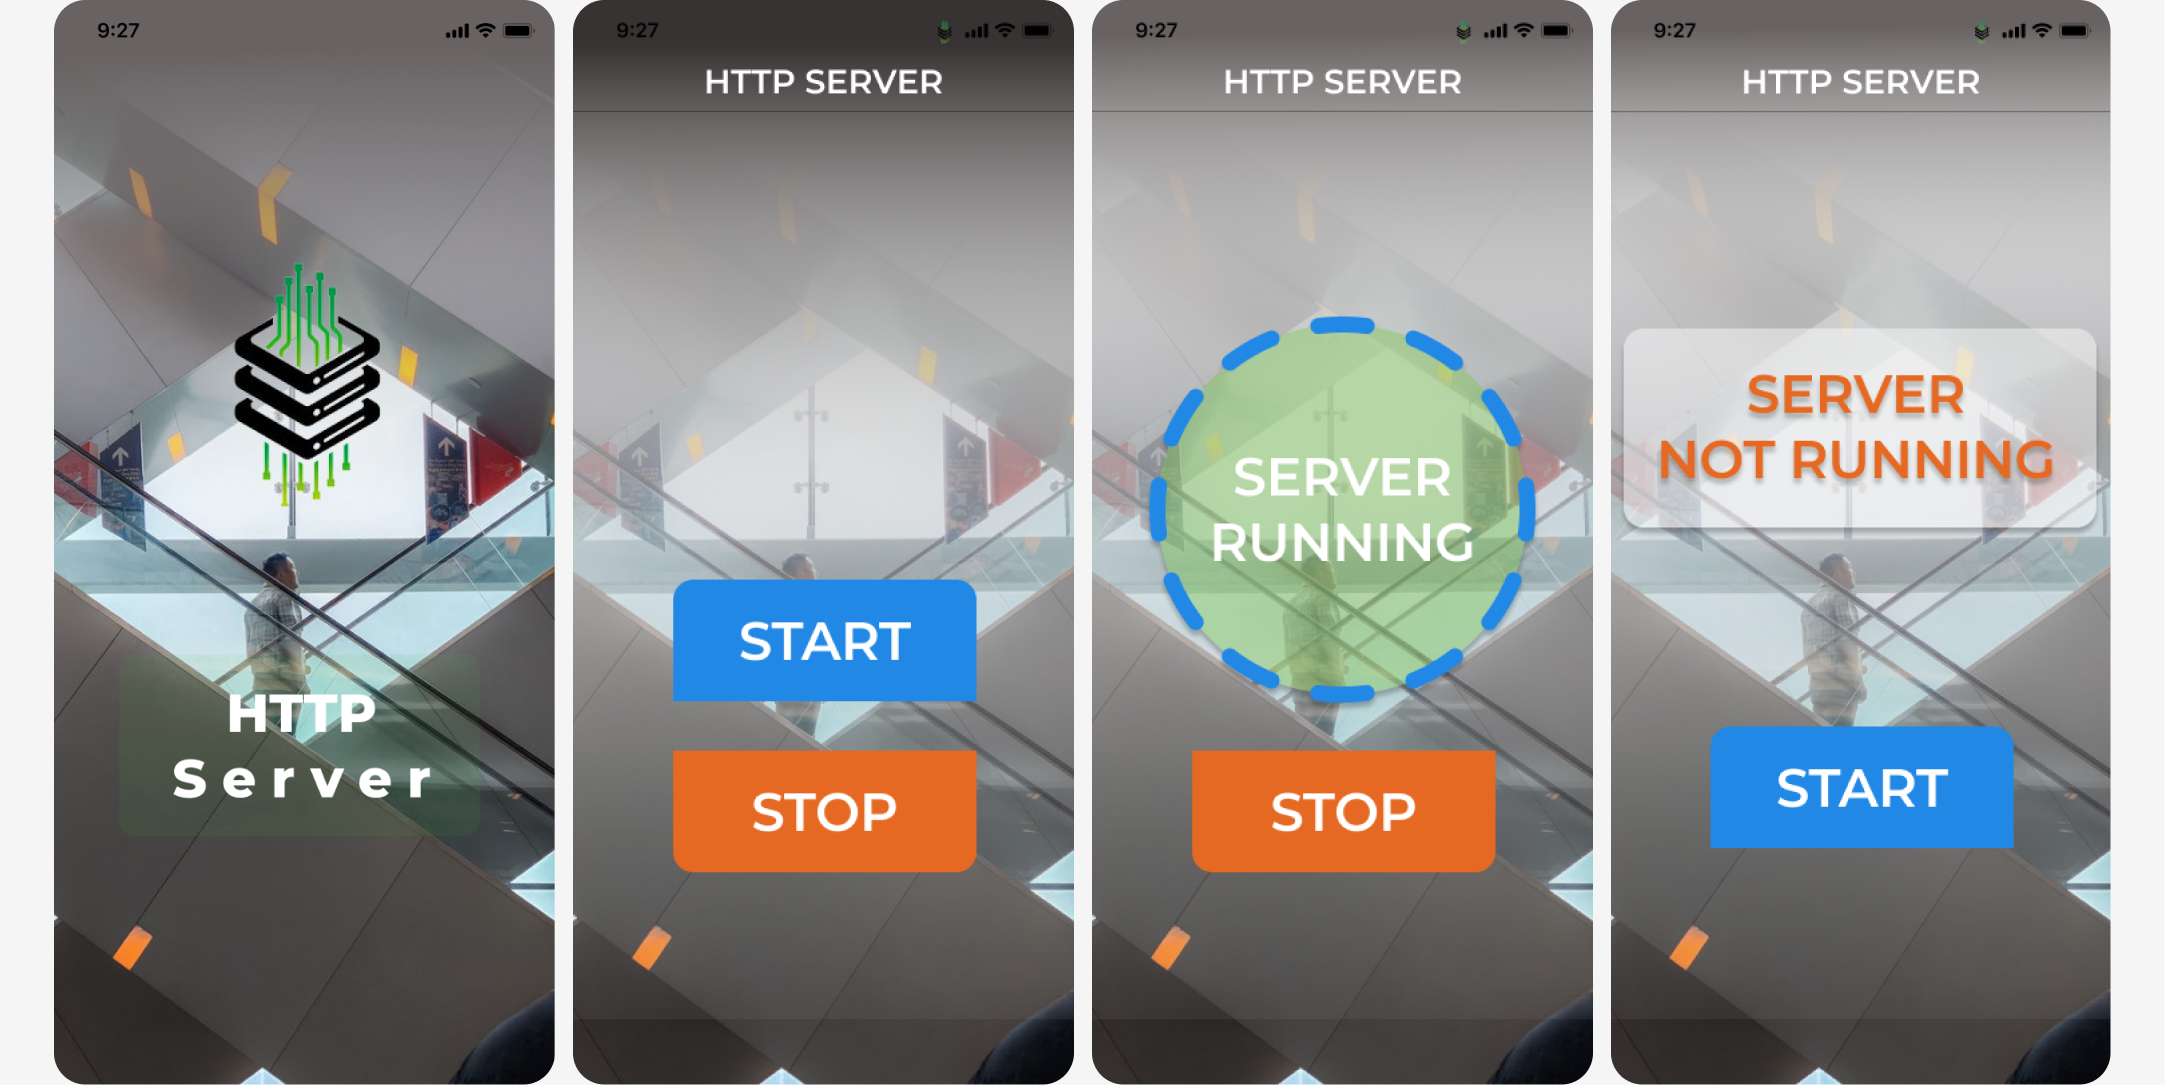 9:27
HTTP
Server
9:27
HTTP SERVER
START
STOP
9:27
HTTP SERVER
SERVER
RUNNING
STOP
9:27
HTTP SERVER
SERVER
NOT RUNNING
START